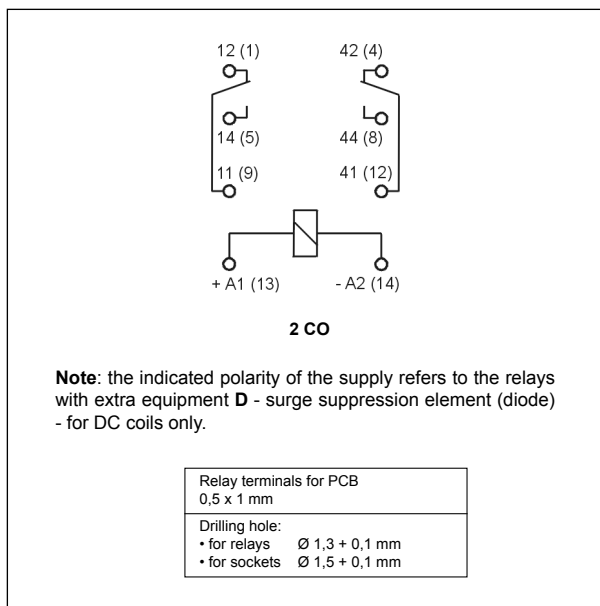 12 (1) 42 (4)
14 (5) 44 (8)
11 (9) 41 (12)
+ A1 (13) - A2 (14)
2 CO
Note: the indicated polarity of the supply refers to the relays
with extra equipment D - surge suppression element (diode)
- for DC coils only.
Relay terminals for PCB
0,5 x 1 mm
Drilling hole:
• for relays Ø 1,3 + 0,1 mm
• for sockets Ø 1,5 + 0,1 mm